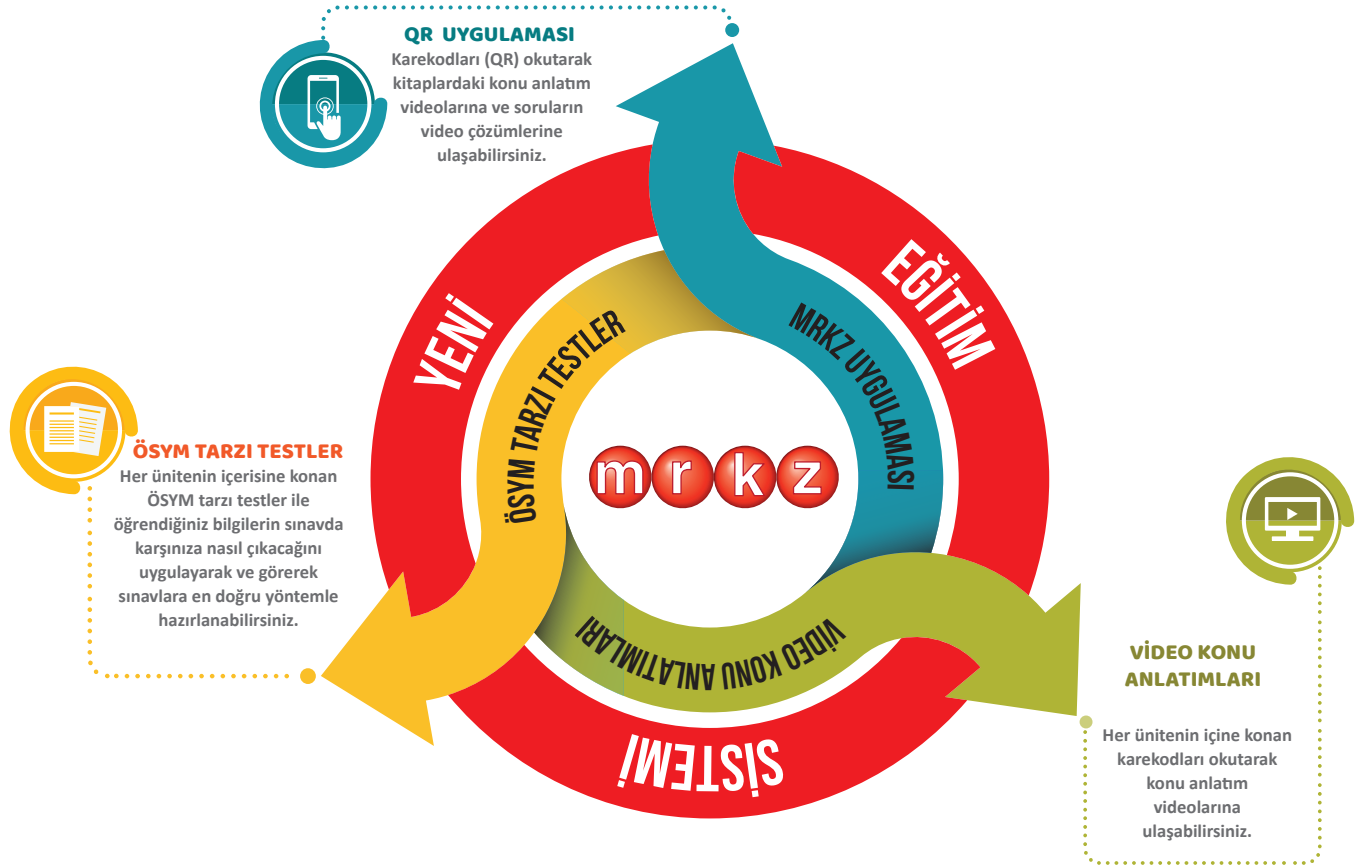 QR UYGULAMASI
Karekodları (QR) okutarak
kitaplardaki konu anlatım
videolarına ve soruların
video çözümlerine
ulaşabilirsiniz.
YENİ
EĞİTİM
SİSTEMİ
ÖSYM TARZI TESTLER
MRKZ UYGULAMASI
VIDEO KONU ANLATIMLARI
mrkz
ÖSYM TARZI TESTLER
Her ünitenin içerisine konan
ÖSYM tarzı testler ile
öğrendiğiniz bilgilerin sınavda
karşınıza nasıl çıkacağını
uygulayarak ve görerek
sınavlara en doğru yöntemle
hazırlanabilirsiniz.
VİDEO KONU
ANLATIMLARI
Her ünitenin içine konan
karekodları okutarak
konu anlatım
videolarına
ulaşabilirsiniz.